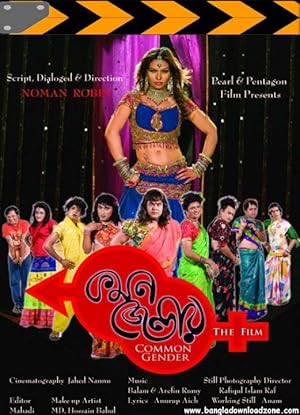 Script, Dialoged & Direction
NOMAN ROBIN
Pearl & Pentagon
Film Presents
কমন
জেন্ডার
THE FILM
COMMON
GENDER
Cinematography Jahed Nannu
Music
Balam & Arefin Rumy
Still Photography Director
Rafiqul Islam Raf
Editor
Mahadi
Make up Artist
MD. Hossain Babul
Lyrics Anurup Aich
Working Still Anam
www.bangladownloadzone.com